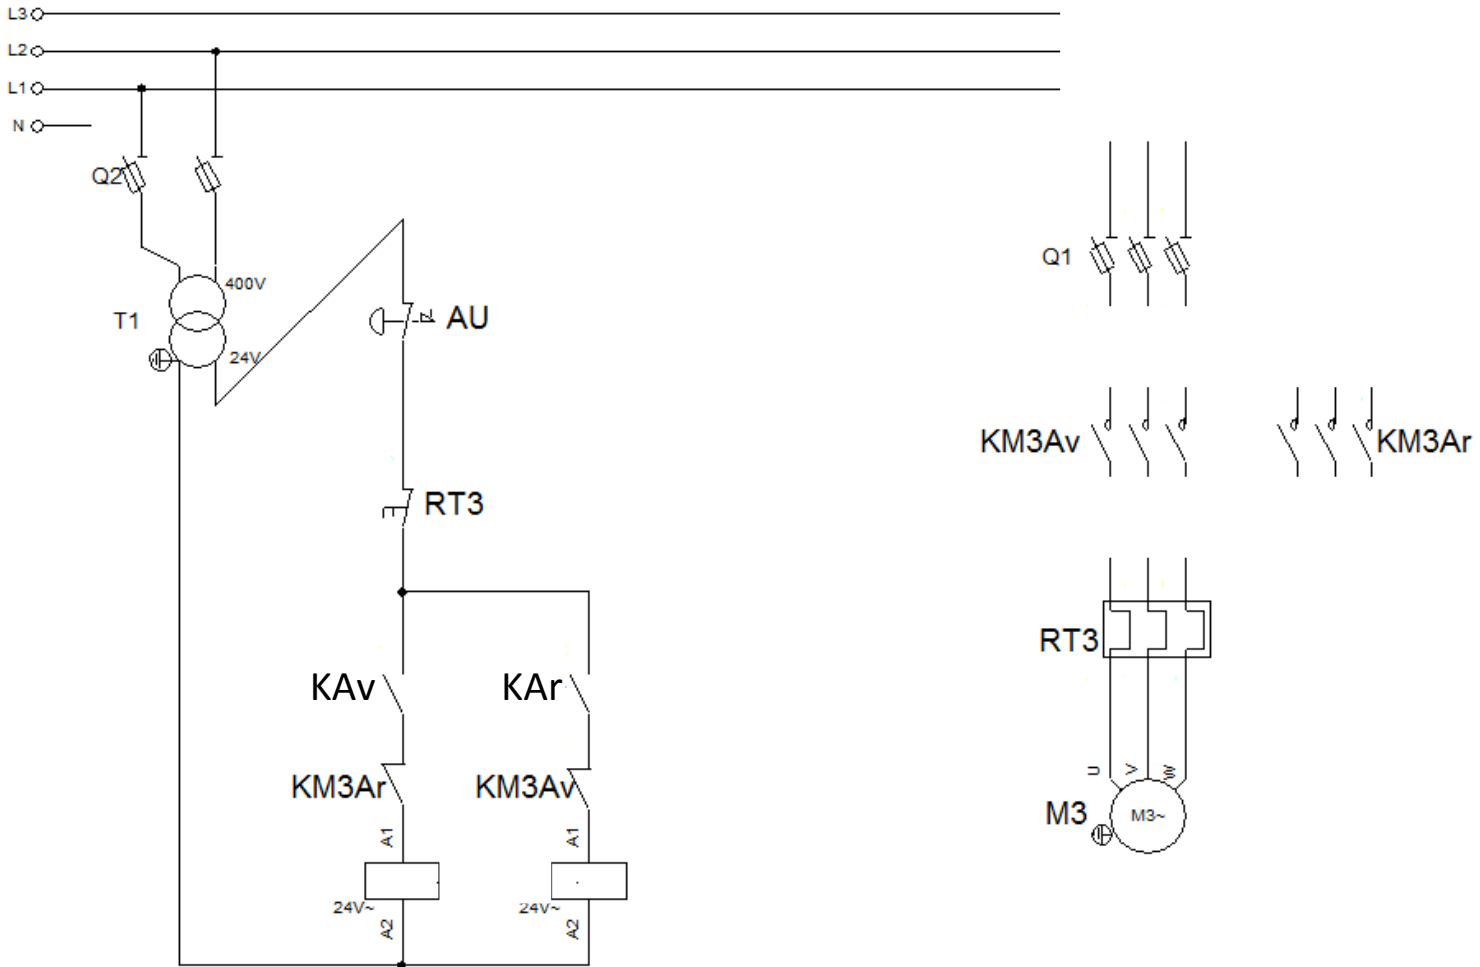 L3
L2
L1
N
Q2
400V
T1
24V
AU
RT3
KAv
KAr
KM3Ar
KM3Av
A1
A1
24V~
24V~
A2
A2
Q1
KM3Av
KM3Ar
RT3
U
V
W
M3
M3~